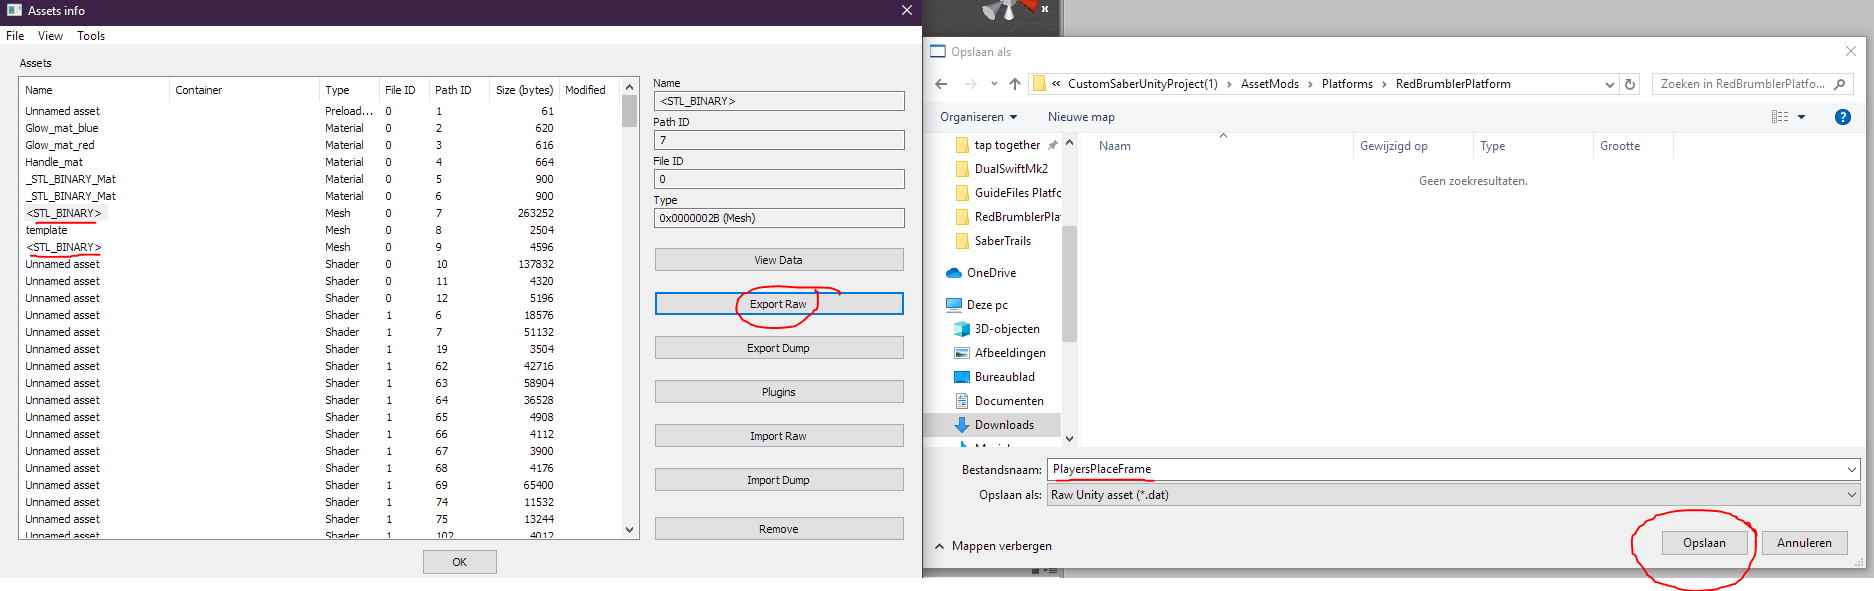 Assets info
File View Tools
Assets
Name Container Type File ID Path ID Size (bytes) Modified
Unnamed asset Preload... 0 1 61
Glow_mat_blue Material 0 2 620
Glow_mat_red Material 0 3 616
Handle_mat Material 0 4 664
_STL_BINARY_Mat Material 0 5 900
_STL_BINARY_Mat Material 0 6 900
<STL_BINARY> Mesh 0 7 263252
template Mesh 0 8 2504
<STL_BINARY> Mesh 0 9 4596
Unnamed asset Shader 0 10 137832
Unnamed asset Shader 0 11 4320
Unnamed asset Shader 0 12 5196
Unnamed asset Shader 1 6 18576
Unnamed asset Shader 1 7 51132
Unnamed asset Shader 1 19 3504
Unnamed asset Shader 1 62 42716
Unnamed asset Shader 1 63 58904
Unnamed asset Shader 1 64 36528
Unnamed asset Shader 1 65 4908
Unnamed asset Shader 1 66 4112
Unnamed asset Shader 1 67 3900
Unnamed asset Shader 1 68 4176
Unnamed asset Shader 1 69 65400
Unnamed asset Shader 1 74 11532
Unnamed asset Shader 1 75 13244
Unnamed asset Shader 1 102 4012
OK
Name
<STL_BINARY>
Path ID
7
File ID
0
Type
0x0000002B (Mesh)
View Data
Export Raw
Export Dump
Plugins
Import Raw
Import Dump
Remove
x
Opslaan als
« CustomSaberUnityProject(1) AssetMods Platforms RedBrumblerPlatform
Zoeken in RedBrumblerPlatfo...
Organiseren Nieuwe map
?
tap together
DualSwiftMk2
GuideFiles Platfo
RedBrumblerPla
SaberTrails
OneDrive
Deze pc
3D-objecten
Afbeeldingen
Bureaublad
Documenten
Downloads
Naam Gewijzigd op Type Grootte
Geen zoekresultaten.
Bestandsnaam: PlayersPlaceFrame
Opslaan als: Raw Unity asset (*.dat)
Mappen verbergen
Opslaan Annuleren